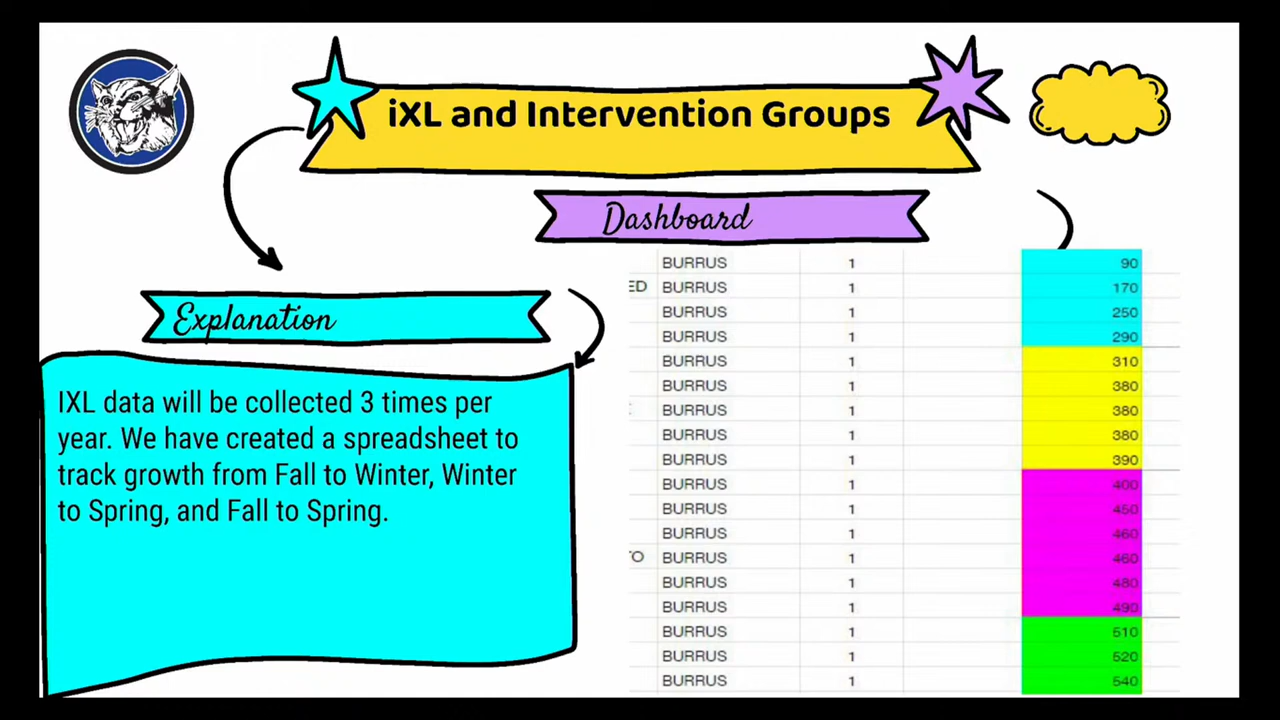 iXL and Intervention Groups
Dashboard
Explanation
IXL data will be collected 3 times per
year. We have created a spreadsheet to
track growth from Fall to Winter, Winter
to Spring, and Fall to Spring.
BURRUS 1 90
ED BURRUS 1 170
BURRUS 1 250
BURRUS 1 290
BURRUS 1 310
BURRUS 1 380
BURRUS 1 380
BURRUS 1 380
BURRUS 1 390
BURRUS 1 400
BURRUS 1 450
BURRUS 1 460
TO BURRUS 1 460
BURRUS 1 480
BURRUS 1 490
BURRUS 1 510
BURRUS 1 520
BURRUS 1 540